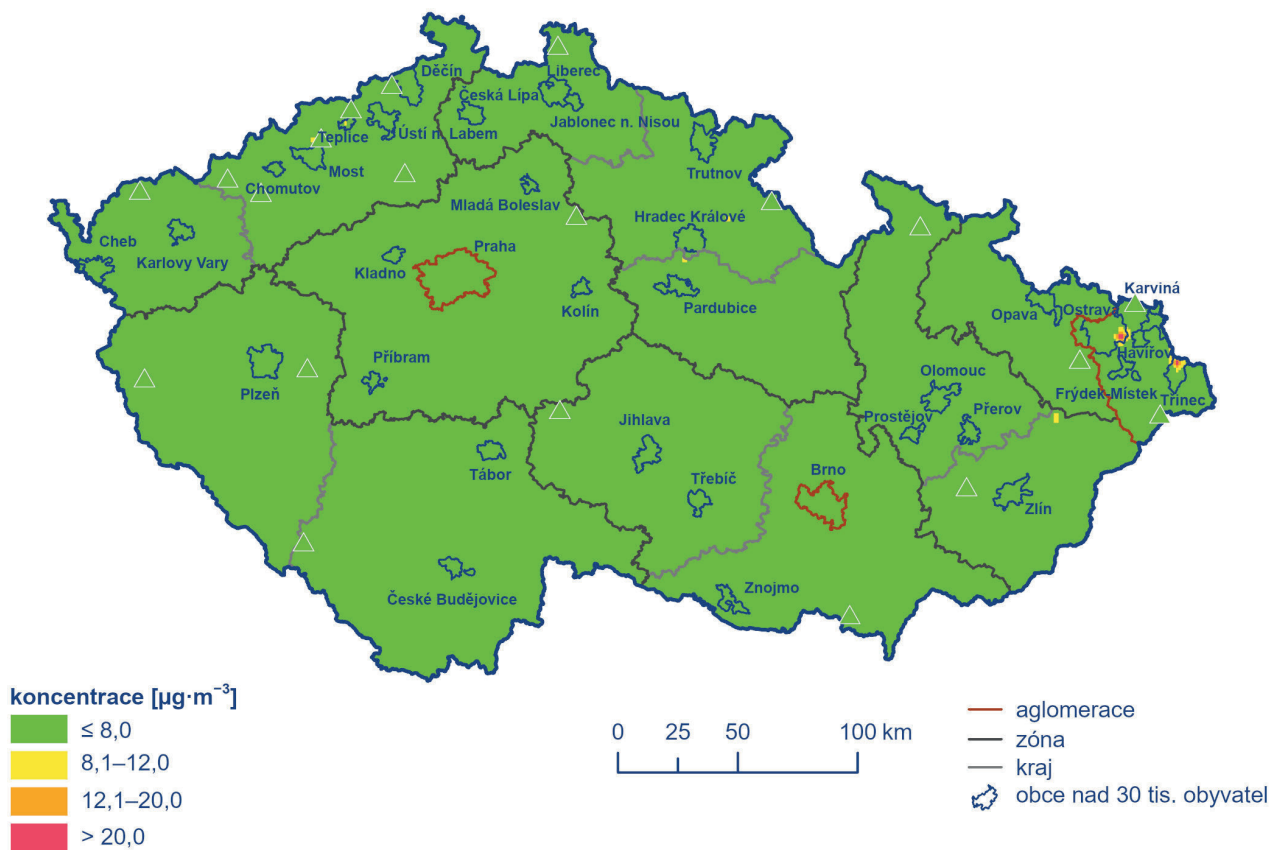 Děčín
Liberec
Česká Lípa
Jablonec n. Nisou
Teplice
Ústí n. Labem
Most
Chomutov
Trutnov
Mladá Boleslav
Hradec Králové
Cheb
Karlovy Vary
Praha
Kladno
Kolín
Pardubice
Karviná
Opava
Ostrava
Havířov
Příbram
Plzeň
Olomouc
Frýdek-Místek
Třinec
Jihlava
Prostějov
Přerov
Tábor
Třebíč
Brno
Zlín
České Budějovice
Znojmo
koncentrace [µg·m⁻³]
≤ 8,0
8,1–12,0
12,1–20,0
> 20,0
0 25 50 100 km
aglomerace
zóna
kraj
obce nad 30 tis. obyvatel